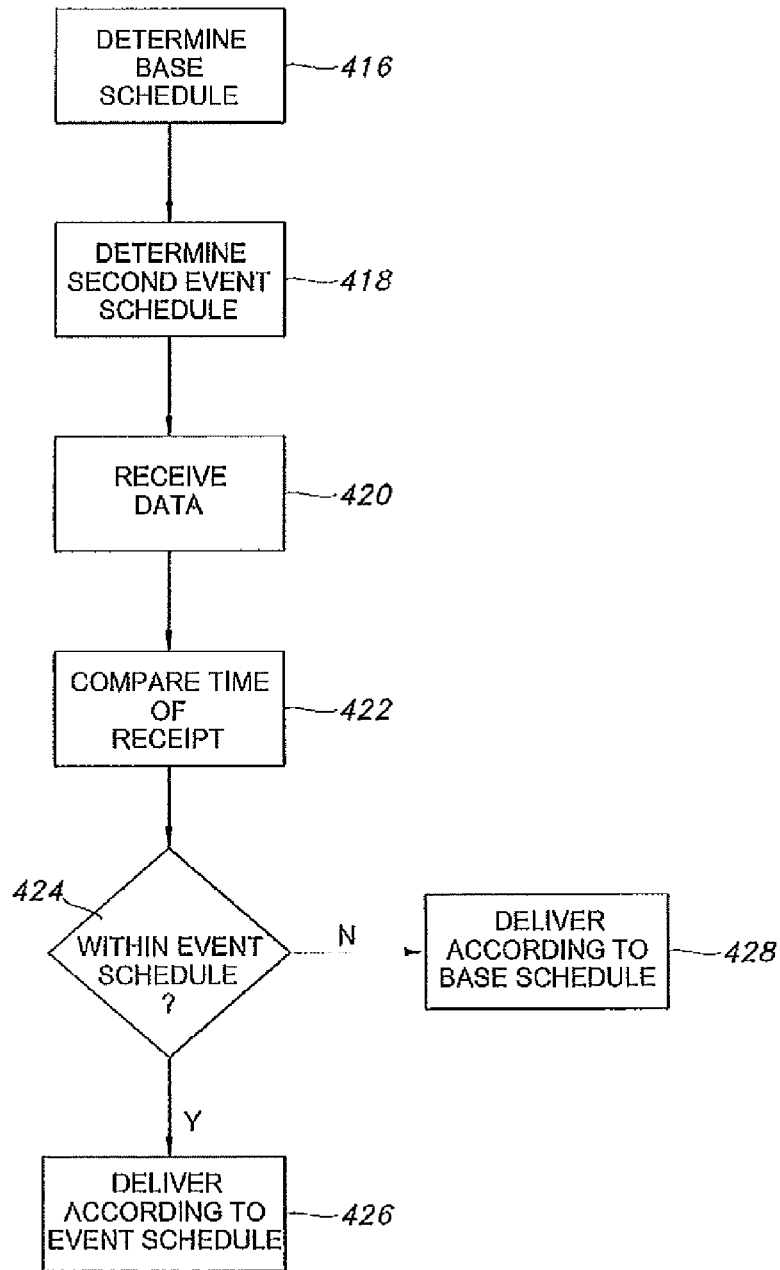 DETERMINE
BASE
SCHEDULE
416
DETERMINE
SECOND EVENT
SCHEDULE
418
RECEIVE
DATA
420
COMPARE TIME
OF
RECEIPT
422
424
WITHIN EVENT
SCHEDULE
?
N
DELIVER
ACCORDING TO
BASE SCHEDULE
428
Y
DELIVER
ACCORDING TO
EVENT SCHEDULE
426